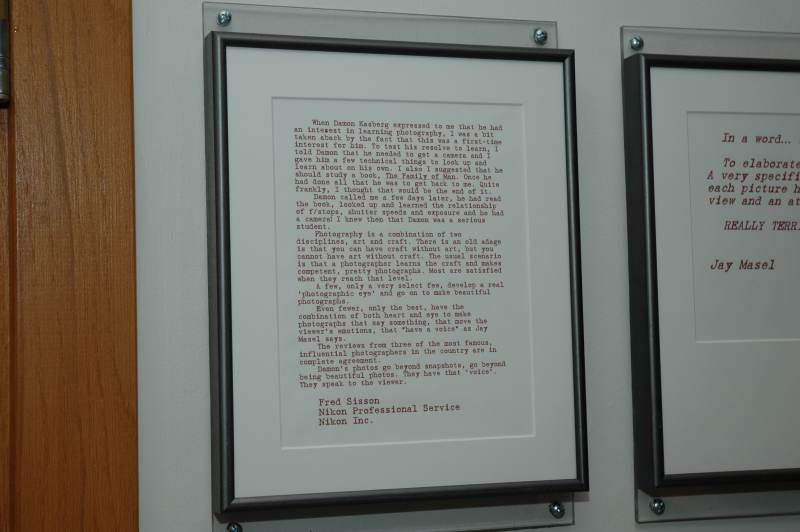 When Damon Kasberg expressed to me that he had
an interest in learning photography, I was a bit
taken aback by the fact that this was a first-time
interest for him. To test his resolve to learn, I
told Damon that he needed to get a camera and I
gave him a few technical things to look up and
learn about on his own. I also I suggested that he
should study a book, The Family of Man. Once he
had done all that he was to get back to me. Quite
frankly, I thought that would be the end of it.
Damon called me a few days later, he had read
the book, looked up and learned the relationship
of f/stops, shutter speeds and exposure and he had
a camera! I knew then that Damon was a serious
student.
Photography is a combination of two
disciplines, art and craft. There is an old adage
is that you can have craft without art, but you
cannot have art without craft. The usual scenario
is that a photographer learns the craft and makes
competent, pretty photographs. Most are satisfied
when they reach that level.
A few, only a very select few, develop a real
'photographic eye' and go on to make beautiful
photographs.
Even fewer, only the best, have the
combination of both heart and eye to make
photographs that say something, that move the
viewer's emotions, that "have a voice" as Jay
Masel says.
The reviews from three of the most famous,
influential photographers in the country are in
complete agreement.
Damon's photos go beyond snapshots, go beyond
being beautiful photos. They have that 'voice'.
They speak to the viewer.
Fred Sisson
Nikon Professional Service
Nikon Inc.
In a word...
To elaborate
A very specifi
each picture h
view and an at
REALLY TERRI
Jay Masel